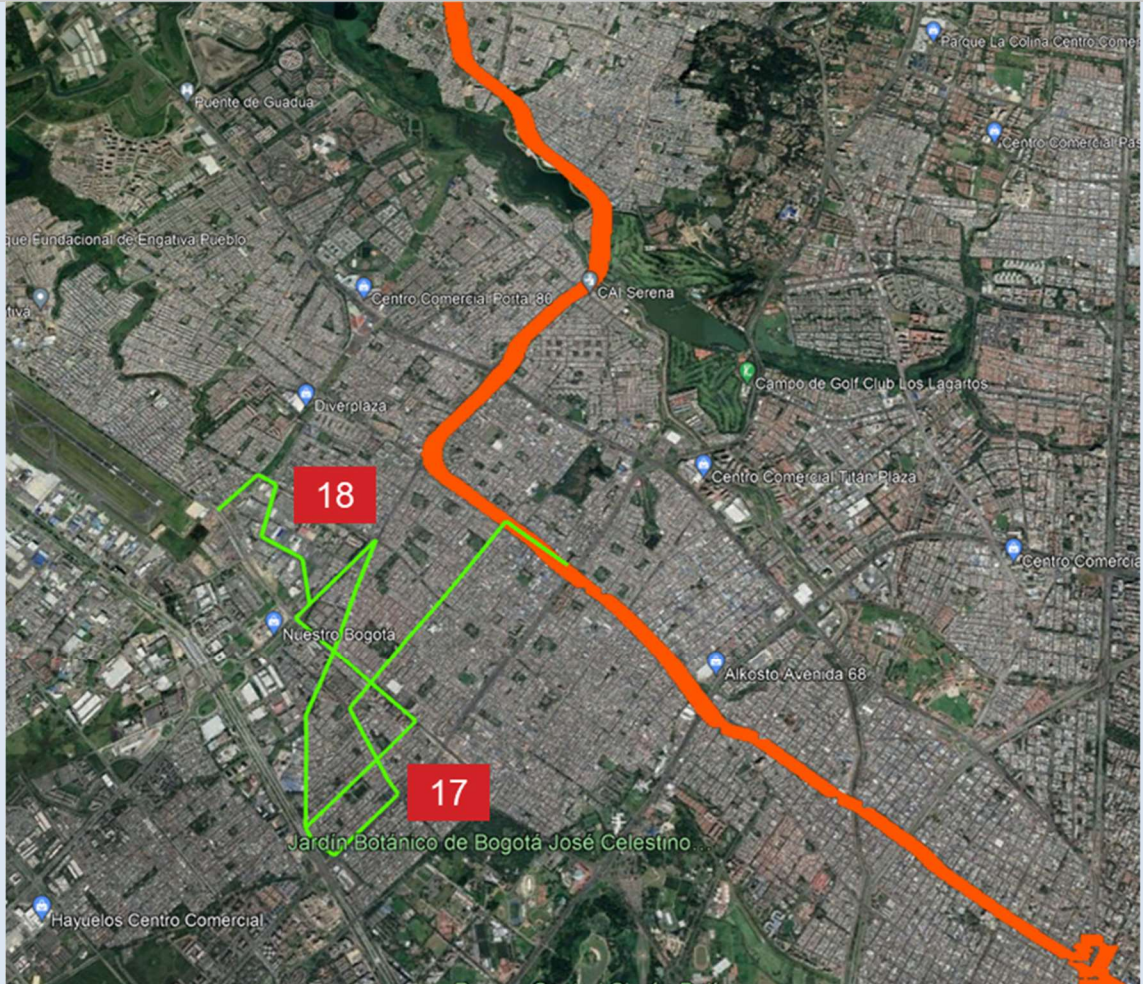 Parque La Colina Centro Comer
Puente de Guadua
Centro Comercial Pas
que Fundacional de Engativa Pueblo
Centro Comercial Portal 80
CAI Serena
tiva
Campo de Golf Club Los Lagartos
Diverplaza
Centro Comercial Titán Plaza
18
Centro Comercia
Nuestro Bogotá
Alkosto Avenida 68
17
Jardín Botánico de Bogotá José Celestino...
Hayuelos Centro Comercial